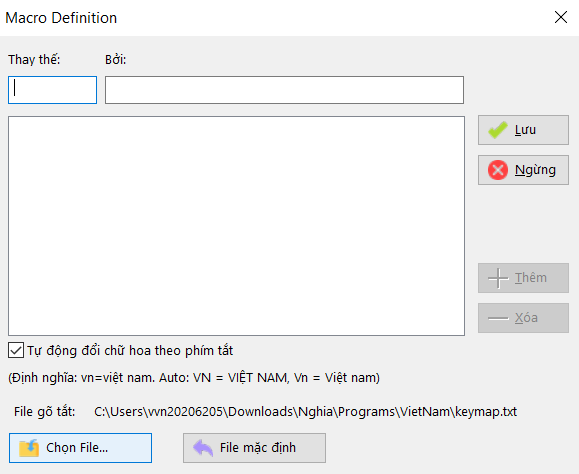 Macro Definition
Thay thế:
Bởi:
Lưu
Ngừng
Thêm
Xóa
Tự động đổi chữ hoa theo phím tắt
(Định nghĩa: vn=việt nam. Auto: VN = VIỆT NAM, Vn = Việt nam)
File gõ tắt: C:\Users\vvn20206205\Downloads\Nghia\Programs\VietNam\keymap.txt
Chọn File...
File mặc định